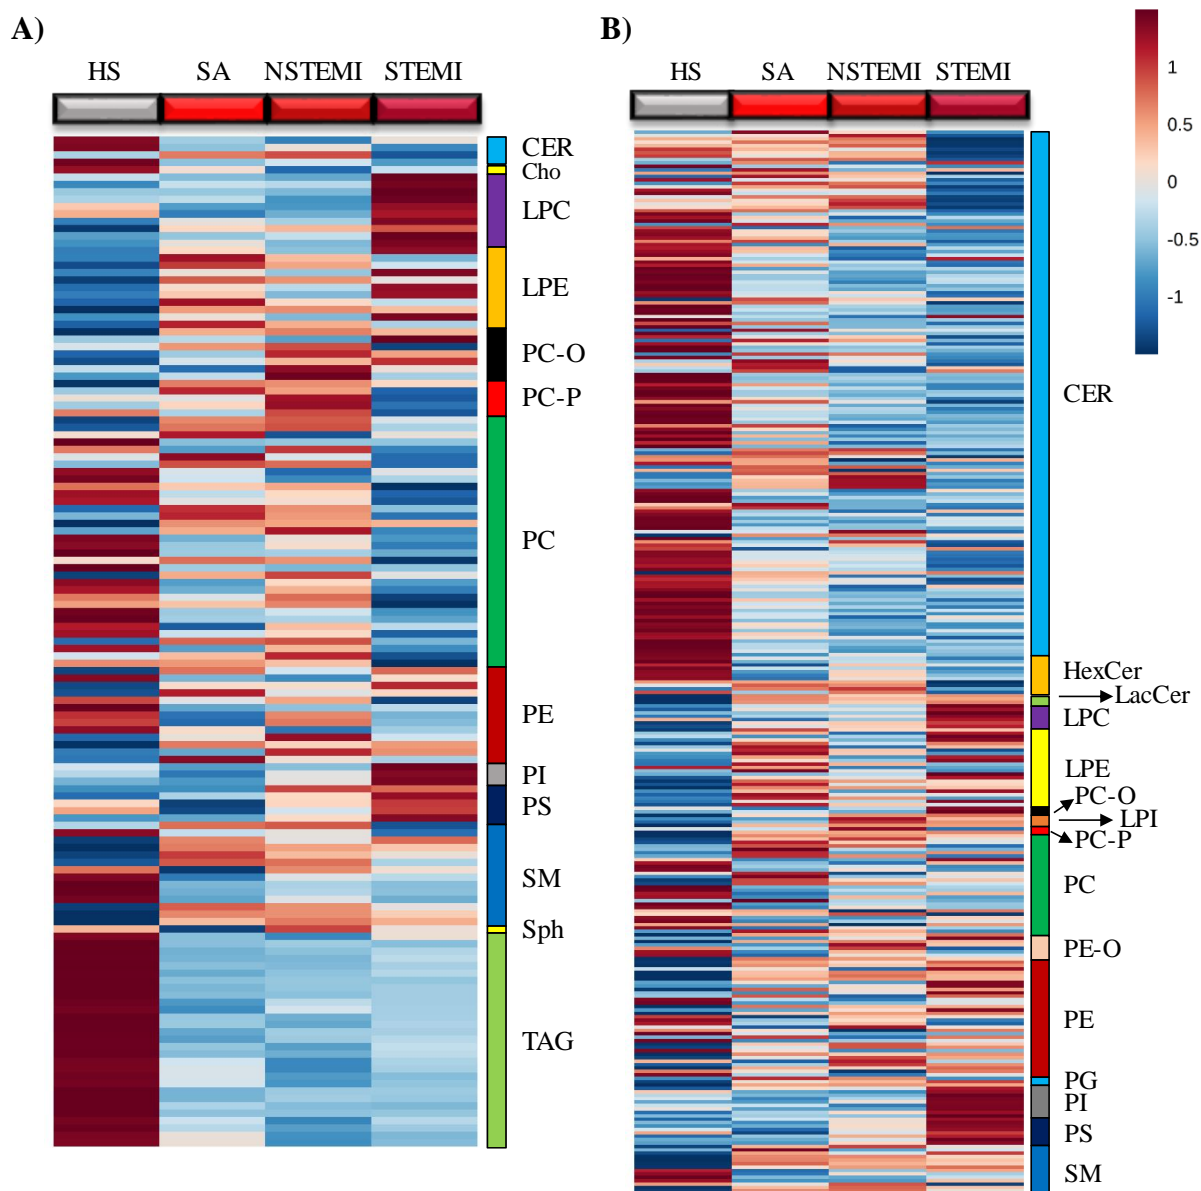 A)
HS SA NSTEMI STEMI
CER
Cho
LPC
LPE
PC-O
PC-P
PC
PE
PI
PS
SM
Sph
TAG
B)
HS SA NSTEMI STEMI
1
0.5
0
-0.5
-1
CER
HexCer
LacCer
LPC
LPE
PC-O
LPI
PC-P
PC
PE-O
PE
PG
PI
PS
SM